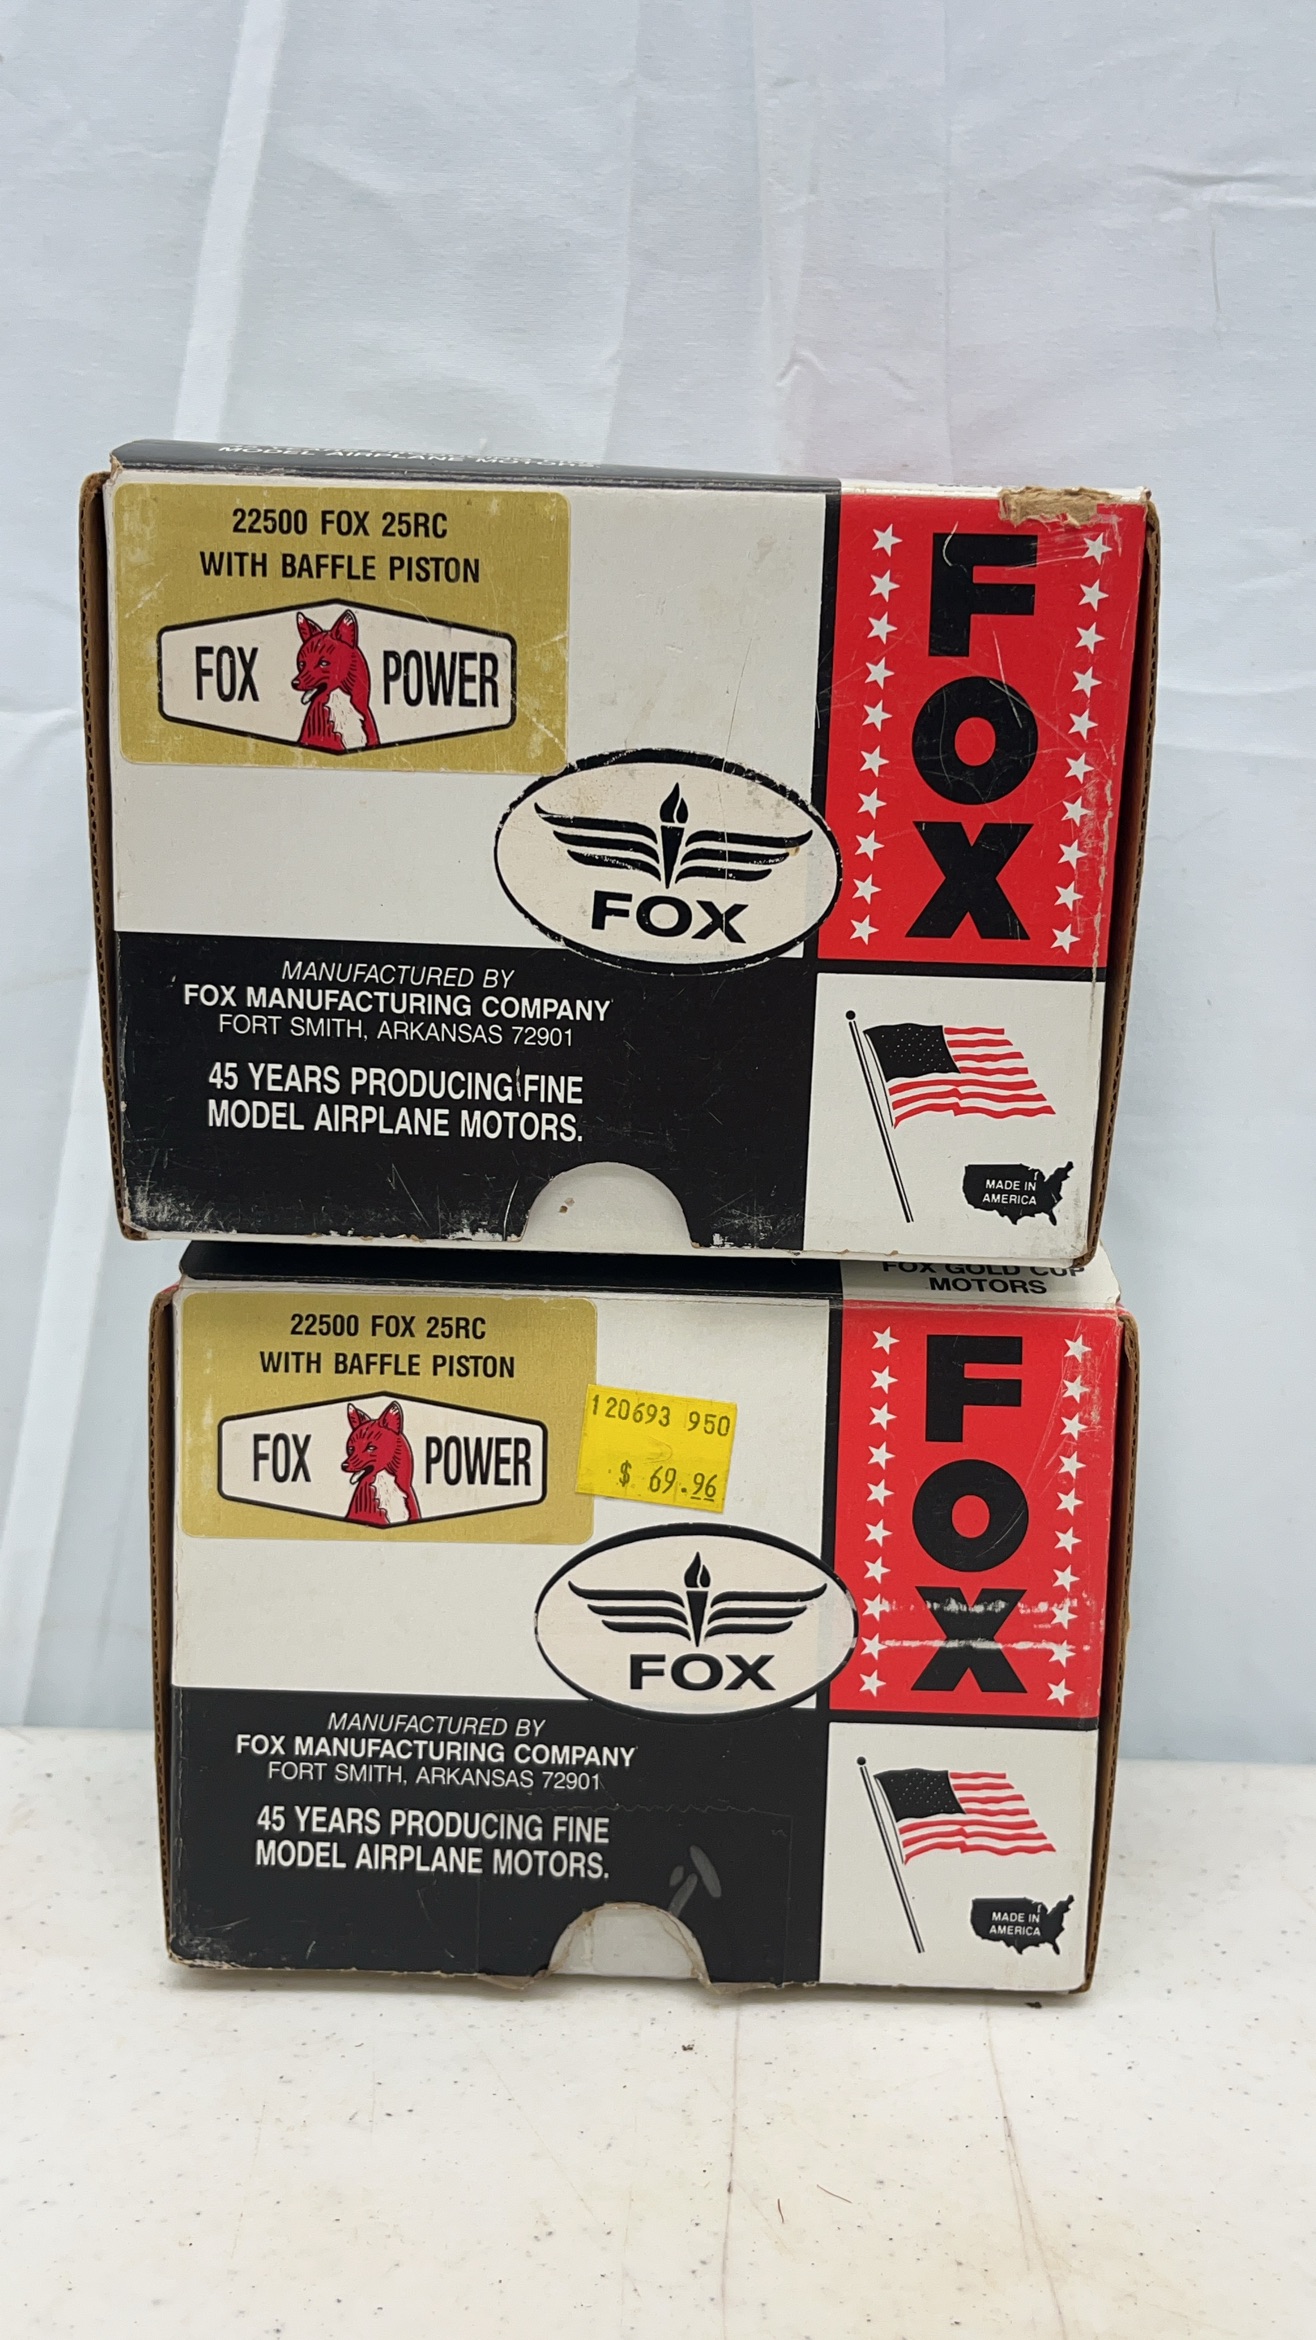 MODEL AIRPLANE MOTORS.
22500 FOX 25RC
WITH BAFFLE PISTON
FOX POWER
FOX
FOX
MANUFACTURED BY
FOX MANUFACTURING COMPANY
FORT SMITH, ARKANSAS 72901
45 YEARS PRODUCING FINE
MODEL AIRPLANE MOTORS.
MADE IN
AMERICA
FOX GOLD CUP
MOTORS
22500 FOX 25RC
WITH BAFFLE PISTON
FOX POWER
120693 950
$ 69.96
FOX
FOX
MANUFACTURED BY
FOX MANUFACTURING COMPANY
FORT SMITH, ARKANSAS 72901
45 YEARS PRODUCING FINE
MODEL AIRPLANE MOTORS.
MADE IN
AMERICA